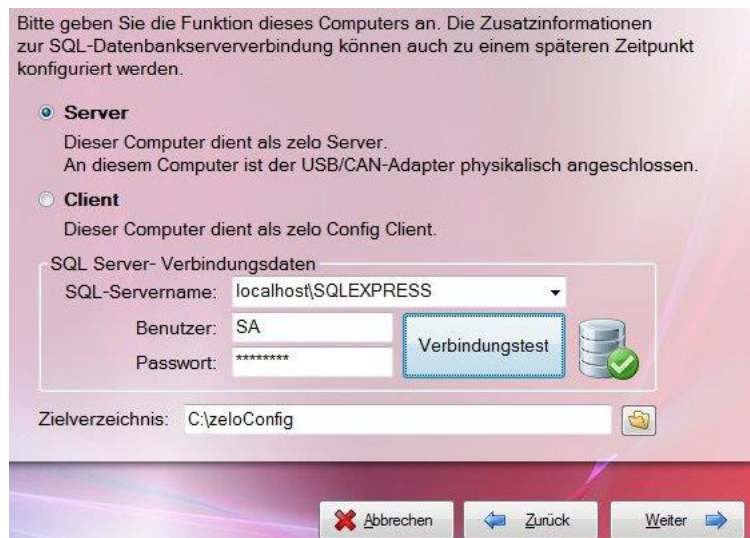 Bitte geben Sie die Funktion dieses Computers an. Die Zusatzinformationen
zur SQL-Datenbankserververbindung können auch zu einem späteren Zeitpunkt
konfiguriert werden.
Server
Dieser Computer dient als zelo Server.
An diesem Computer ist der USB/CAN-Adapter physikalisch angeschlossen.
Client
Dieser Computer dient als zelo Config Client.
SQL Server- Verbindungsdaten
SQL-Servername: localhost\SQLEXPRESS
Benutzer: SA
Verbindungstest
Passwort: ********
Zielverzeichnis: C:\zeloConfig
Abbrechen Zurück Weiter